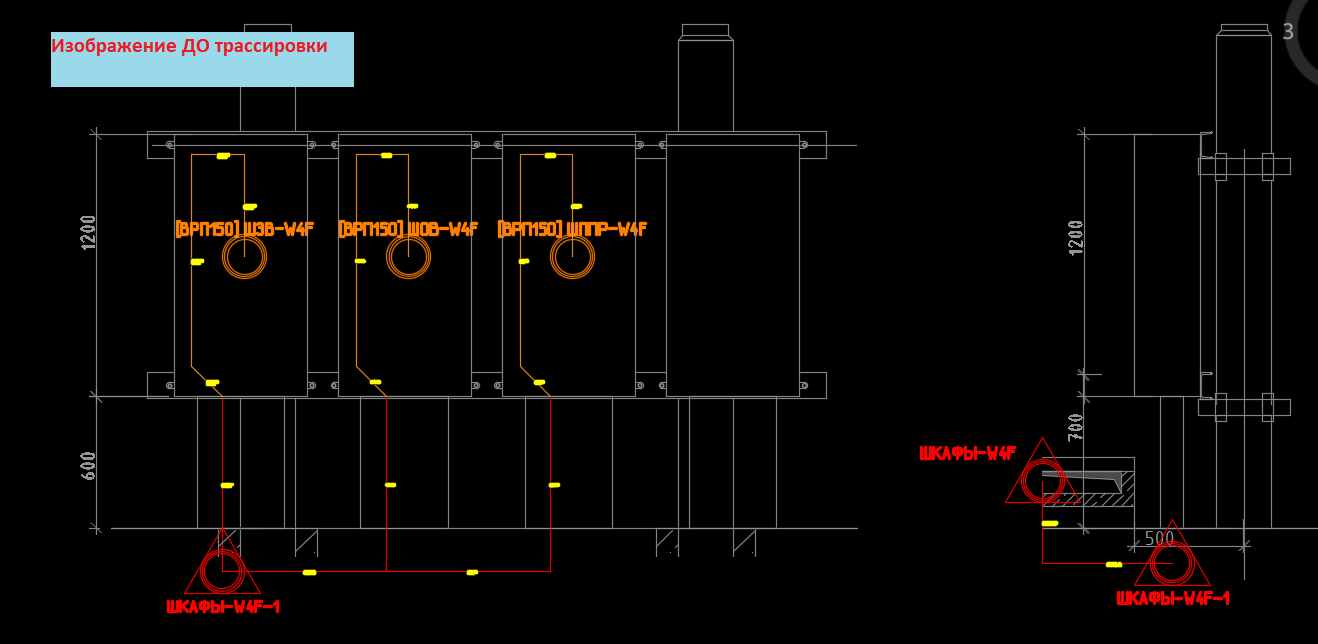 Изображение ДО трассировки
3
[ВРП150] ШЗВ-W4F
[ВРП150] ШОВ-W4F
[ВРП150] ШППР-W4F
1200
1200
600
700
ШКАФЫ-W4F
500
ШКАФЫ-W4F-1
ШКАФЫ-W4F-1